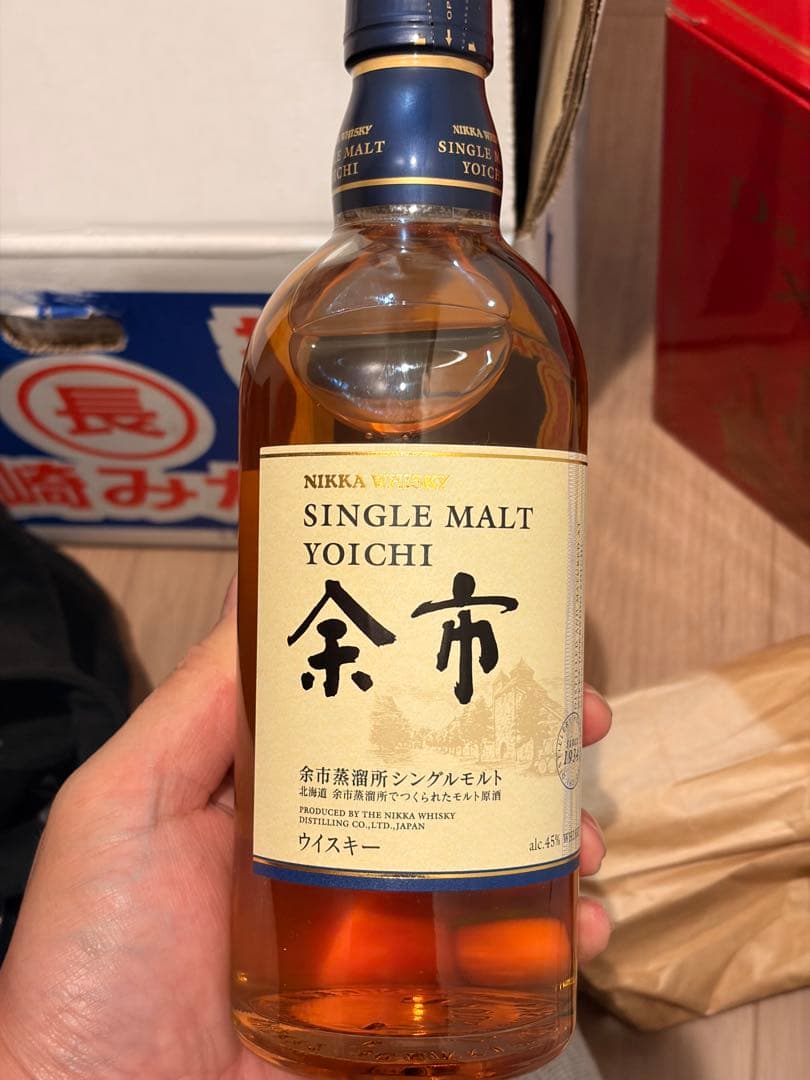 NIKKA WHISKY
SINGLE MALT
YOICHI
長
崎みか
NIKKA WHISKY
SINGLE MALT
YOICHI
余市
SINCE
1934
余市蒸溜所シングルモルト
北海道 余市蒸溜所でつくられたモルト原酒
PRODUCED BY THE NIKKA WHISKY
DISTILLING CO.,LTD.,JAPAN
ウイスキー
alc.45%